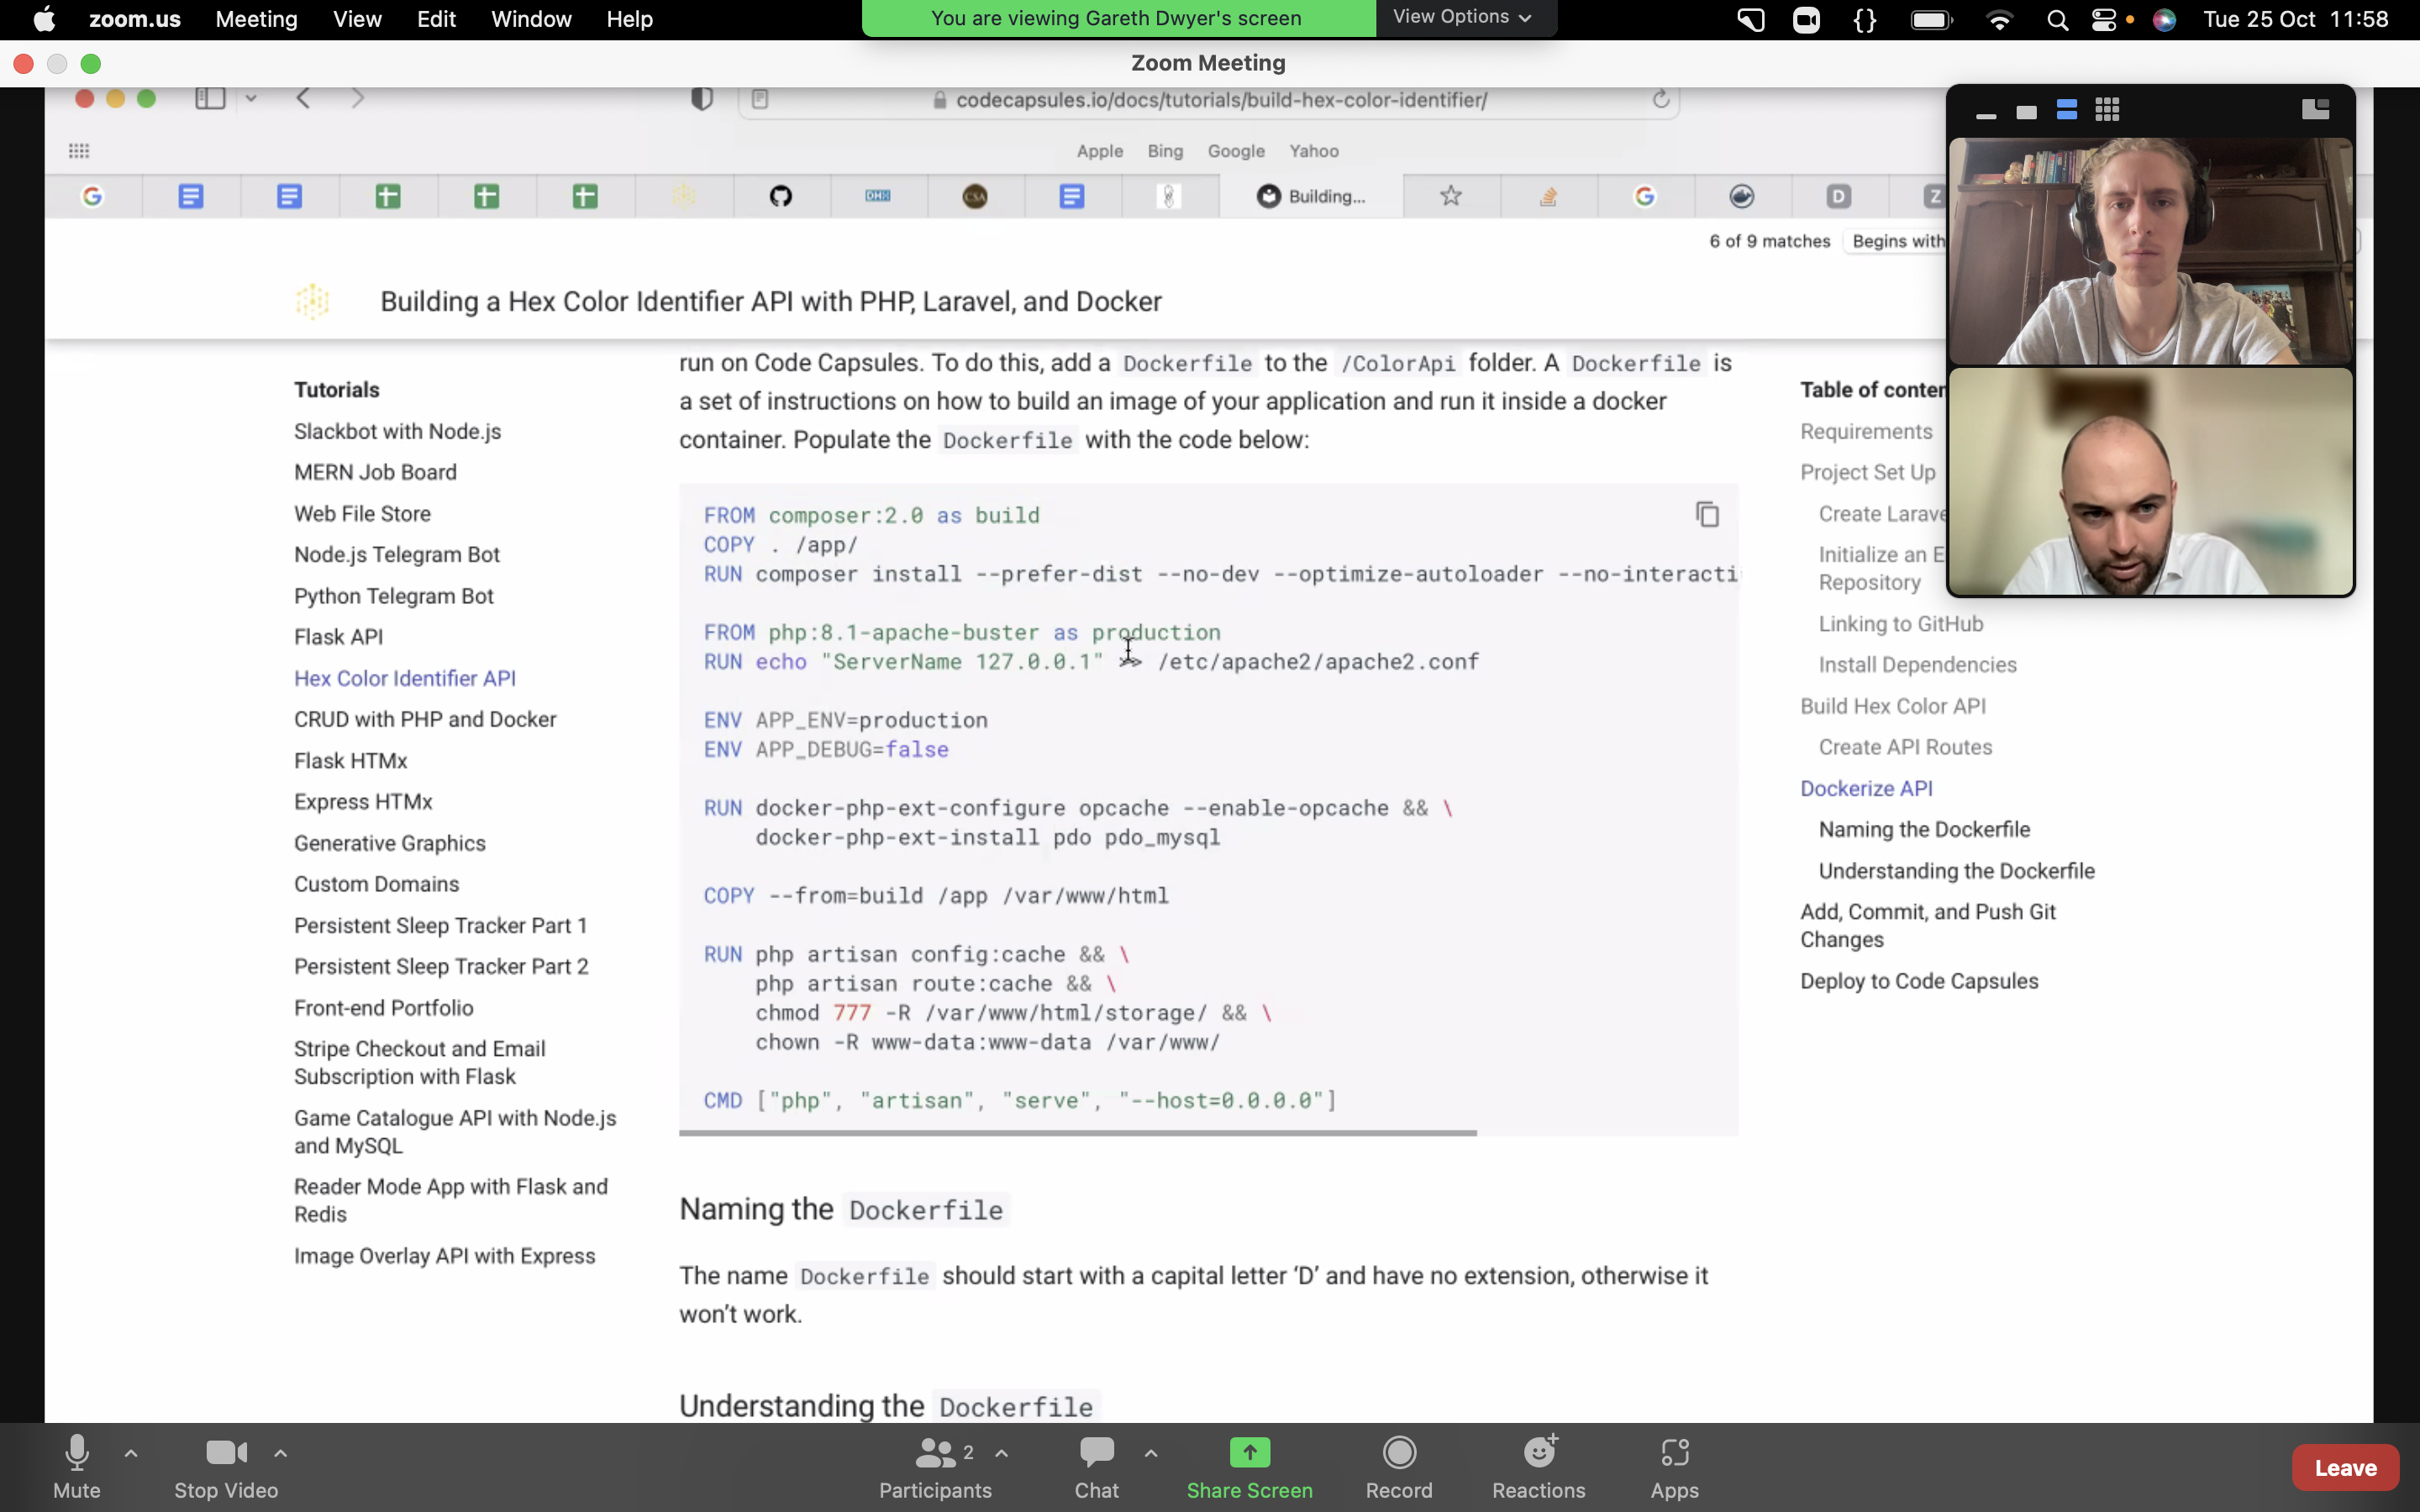 zoom.us Meeting View Edit Window Help
You are viewing Gareth Dwyer's screen View Options
Tue 25 Oct 11:58
Zoom Meeting
codecapsules.io/docs/tutorials/build-hex-color-identifier/
Apple Bing Google Yahoo
DHH CSA Building... D Z
6 of 9 matches Begins with
Building a Hex Color Identifier API with PHP, Laravel, and Docker
Tutorials
Slackbot with Node.js
MERN Job Board
Web File Store
Node.js Telegram Bot
Python Telegram Bot
Flask API
Hex Color Identifier API
CRUD with PHP and Docker
Flask HTMx
Express HTMx
Generative Graphics
Custom Domains
Persistent Sleep Tracker Part 1
Persistent Sleep Tracker Part 2
Front-end Portfolio
Stripe Checkout and Email
Subscription with Flask
Game Catalogue API with Node.js
and MySQL
Reader Mode App with Flask and
Redis
Image Overlay API with Express
run on Code Capsules. To do this, add a Dockerfile to the /ColorApi folder. A Dockerfile is
a set of instructions on how to build an image of your application and run it inside a docker
container. Populate the Dockerfile with the code below:
FROM composer:2.0 as build
COPY . /app/
RUN composer install --prefer-dist --no-dev --optimize-autoloader --no-interacti
FROM php:8.1-apache-buster as production
RUN echo "ServerName 127.0.0.1" >> /etc/apache2/apache2.conf
ENV APP_ENV=production
ENV APP_DEBUG=false
RUN docker-php-ext-configure opcache --enable-opcache && \
docker-php-ext-install pdo pdo_mysql
COPY --from=build /app /var/www/html
RUN php artisan config:cache && \
php artisan route:cache && \
chmod 777 -R /var/www/html/storage/ && \
chown -R www-data:www-data /var/www/
CMD ["php", "artisan", "serve", "--host=0.0.0.0"]
Naming the Dockerfile
The name Dockerfile should start with a capital letter ‘D’ and have no extension, otherwise it
won’t work.
Understanding the Dockerfile
Table of conten
Requirements
Project Set Up
Create Larave
Initialize an E
Repository
Linking to GitHub
Install Dependencies
Build Hex Color API
Create API Routes
Dockerize API
Naming the Dockerfile
Understanding the Dockerfile
Add, Commit, and Push Git
Changes
Deploy to Code Capsules
2
Mute Stop Video Participants Chat Share Screen Record Reactions Apps Leave